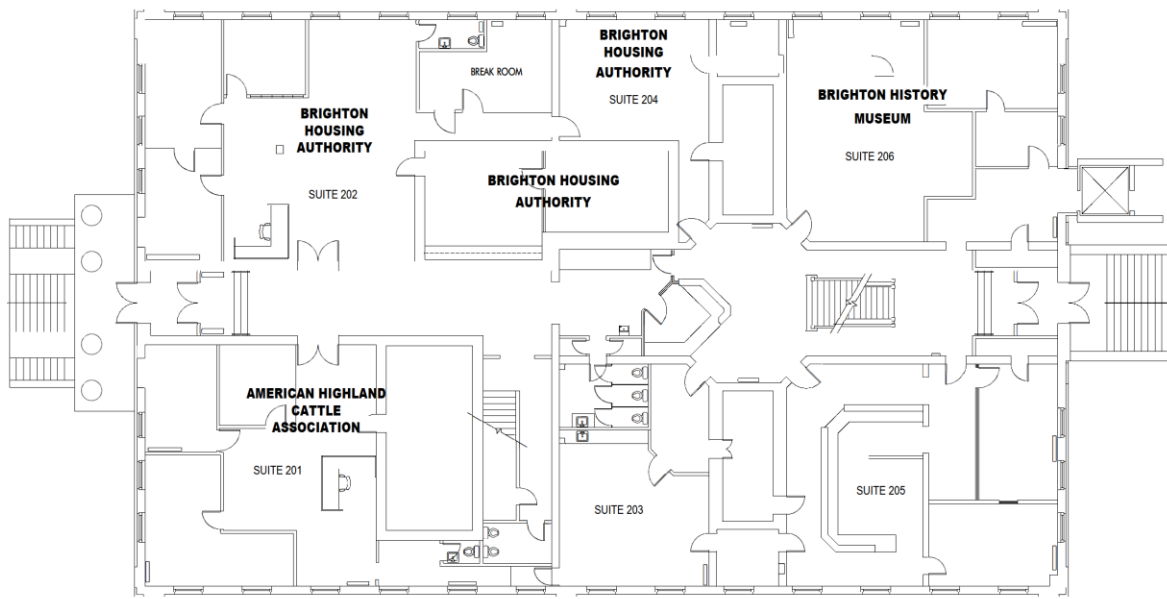 BREAK ROOM
BRIGHTON
HOUSING
AUTHORITY
SUITE 204
BRIGHTON
HOUSING
AUTHORITY
SUITE 202
BRIGHTON HISTORY
MUSEUM
SUITE 206
BRIGHTON HOUSING
AUTHORITY
AMERICAN HIGHLAND
CATTLE
ASSOCIATION
SUITE 201
SUITE 203
SUITE 205